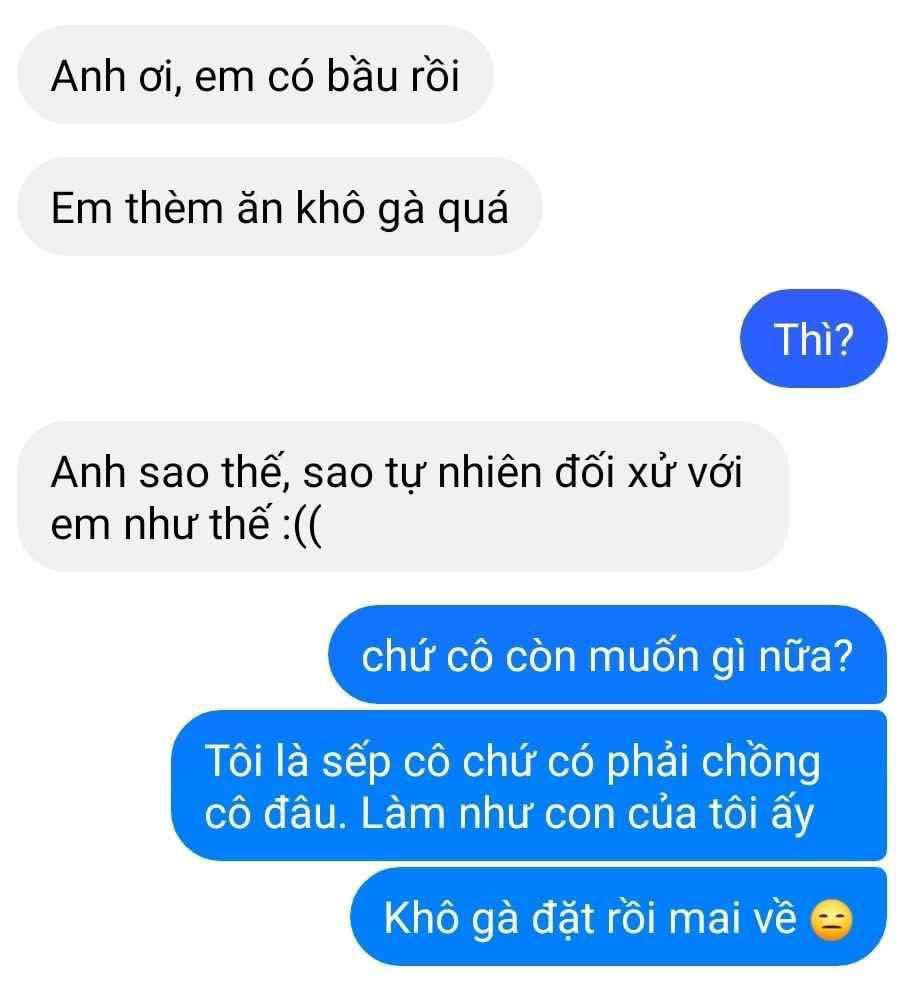 Anh ơi, em có bầu rồi
Em thèm ăn khô gà quá
Thì?
Anh sao thế, sao tự nhiên đối xử với
em như thế :((
chứ cô còn muốn gì nữa?
Tôi là sếp cô chứ có phải chồng
cô đâu. Làm như con của tôi ấy
Khô gà đặt rồi mai về 😑